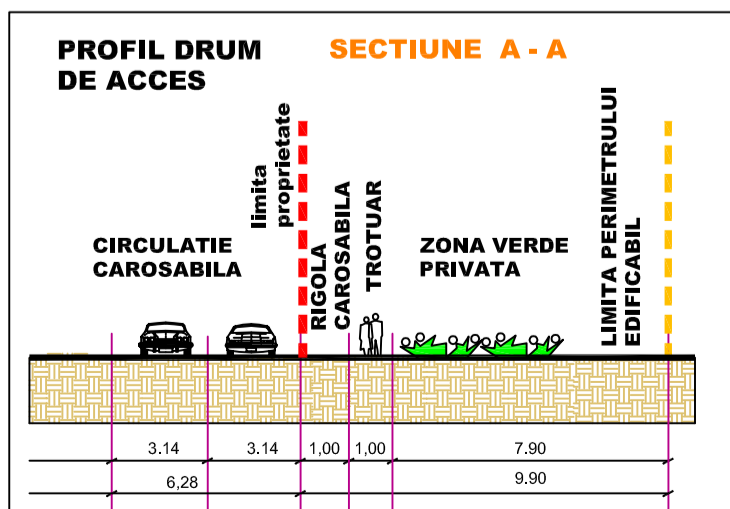 PROFIL DRUM
DE ACCES
SECTIUNE A - A
limita
proprietate
CIRCULATIE
CAROSABILA
RIGOLA
CAROSABILA
TROTUAR
ZONA VERDE
PRIVATA
LIMITA PERIMETRULUI
EDIFICABIL
3.14
3.14
1,00
1,00
7.90
6,28
9.90